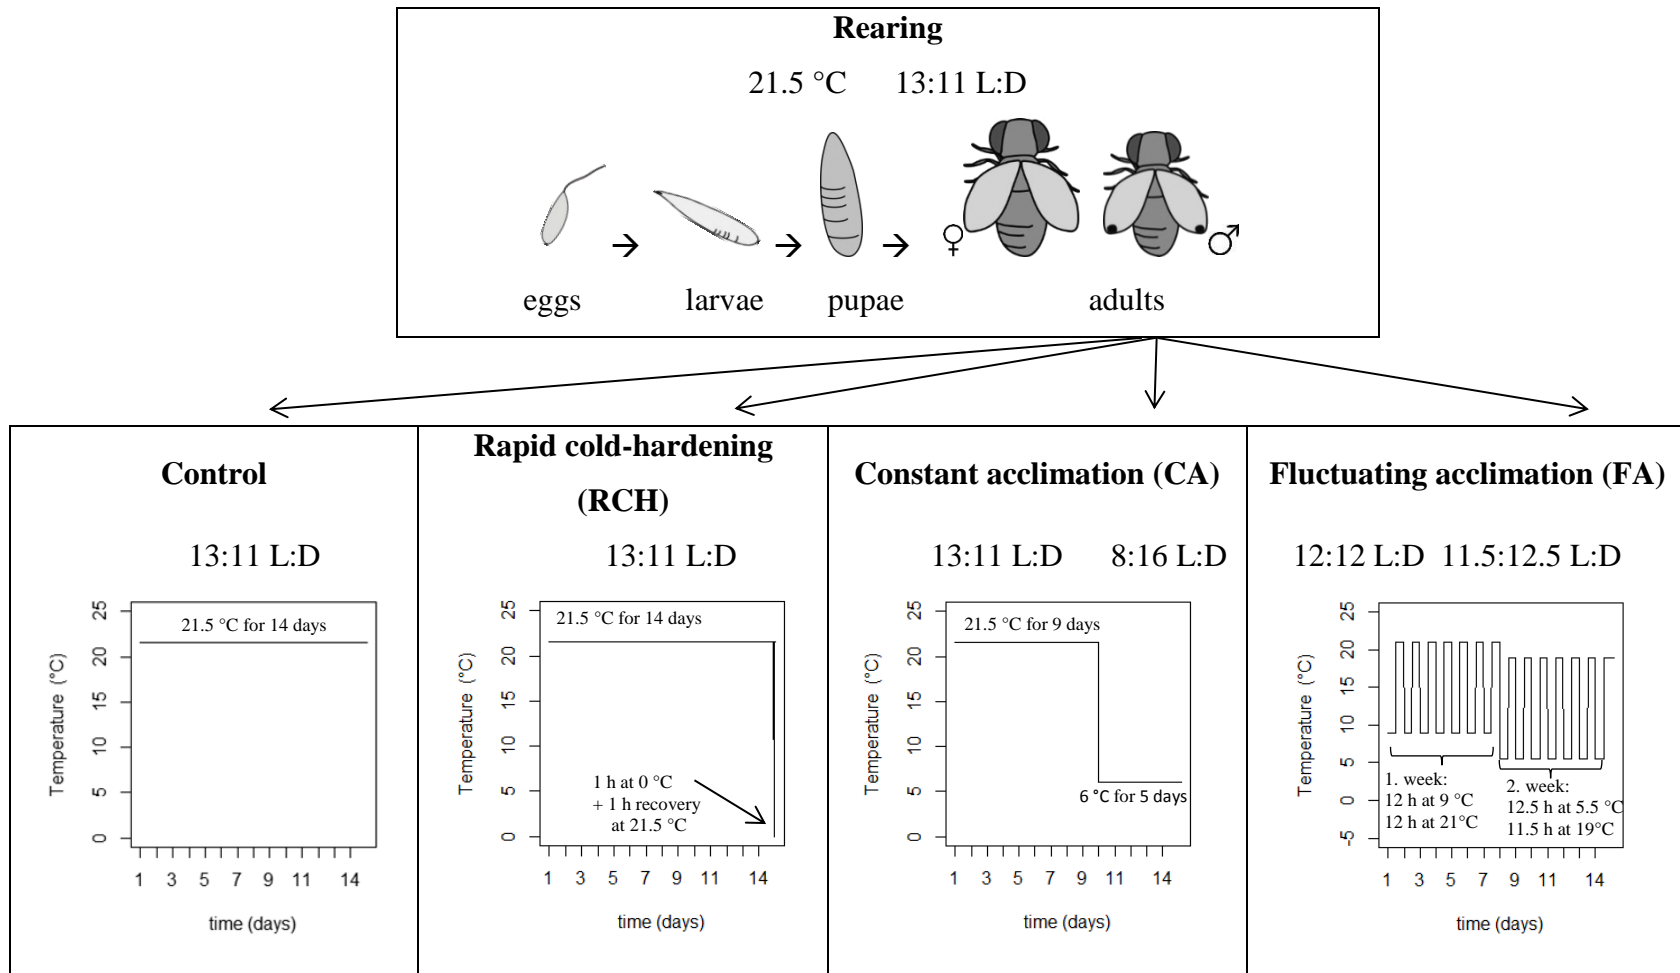 Rearing
21.5 °C 13:11 L:D
♀ ♂
eggs larvae pupae adults
Control
13:11 L:D
25
20
15
10
5
0
Temperature (°C)
21.5 °C for 14 days
1 3 5 7 9 11 14
time (days)
Rapid cold-hardening
(RCH)
13:11 L:D
25
20
15
10
5
0
Temperature (°C)
21.5 °C for 14 days
1 h at 0 °C
+ 1 h recovery
at 21.5 °C
1 3 5 7 9 11 14
time (days)
Constant acclimation (CA)
13:11 L:D 8:16 L:D
25
20
15
10
5
0
Temperature (°C)
21.5 °C for 9 days
6 °C for 5 days
1 3 5 7 9 11 14
time (days)
Fluctuating acclimation (FA)
12:12 L:D 11.5:12.5 L:D
25
20
15
10
5
0
-5
Temperature (°C)
1. week:
12 h at 9 °C
12 h at 21°C
2. week:
12.5 h at 5.5 °C
11.5 h at 19°C
1 3 5 7 9 11 14
time (days)